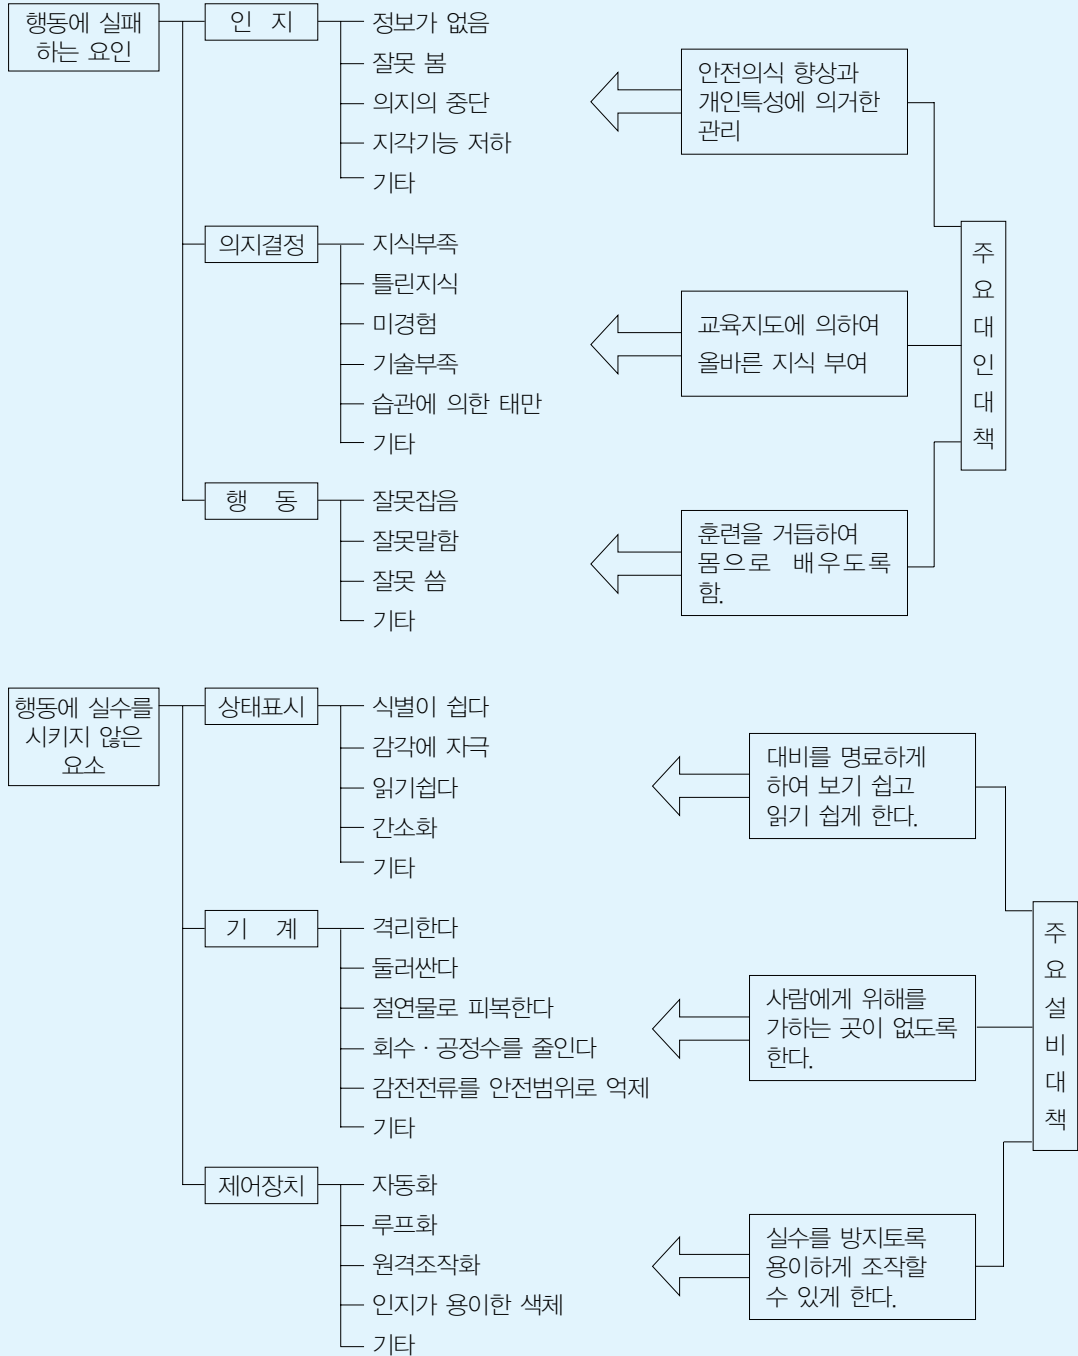 행동에 실패
하는 요인
인 지
정보가 없음
잘못 봄
의지의 중단
지각기능 저하
기타
안전의식 향상과
개인특성에 의거한
관리
의지결정
지식부족
틀린지식
미경험
기술부족
습관에 의한 태만
기타
교육지도에 의하여
올바른 지식 부여
행 동
잘못잡음
잘못말함
잘못 씀
기타
훈련을 거듭하여
몸으로 배우도록
함.
주
요
대
인
대
책
행동에 실수를
시키지 않은
요소
상태표시
식별이 쉽다
감각에 자극
읽기쉽다
간소화
기타
대비를 명료하게
하여 보기 쉽고
읽기 쉽게 한다.
기 계
격리한다
둘러싼다
절연물로 피복한다
회수 · 공정수를 줄인다
감전전류를 안전범위로 억제
기타
사람에게 위해를
가하는 곳이 없도록
한다.
제어장치
자동화
루프화
원격조작화
인지가 용이한 색체
기타
실수를 방지토록
용이하게 조작할
수 있게 한다.
주
요
설
비
대
책